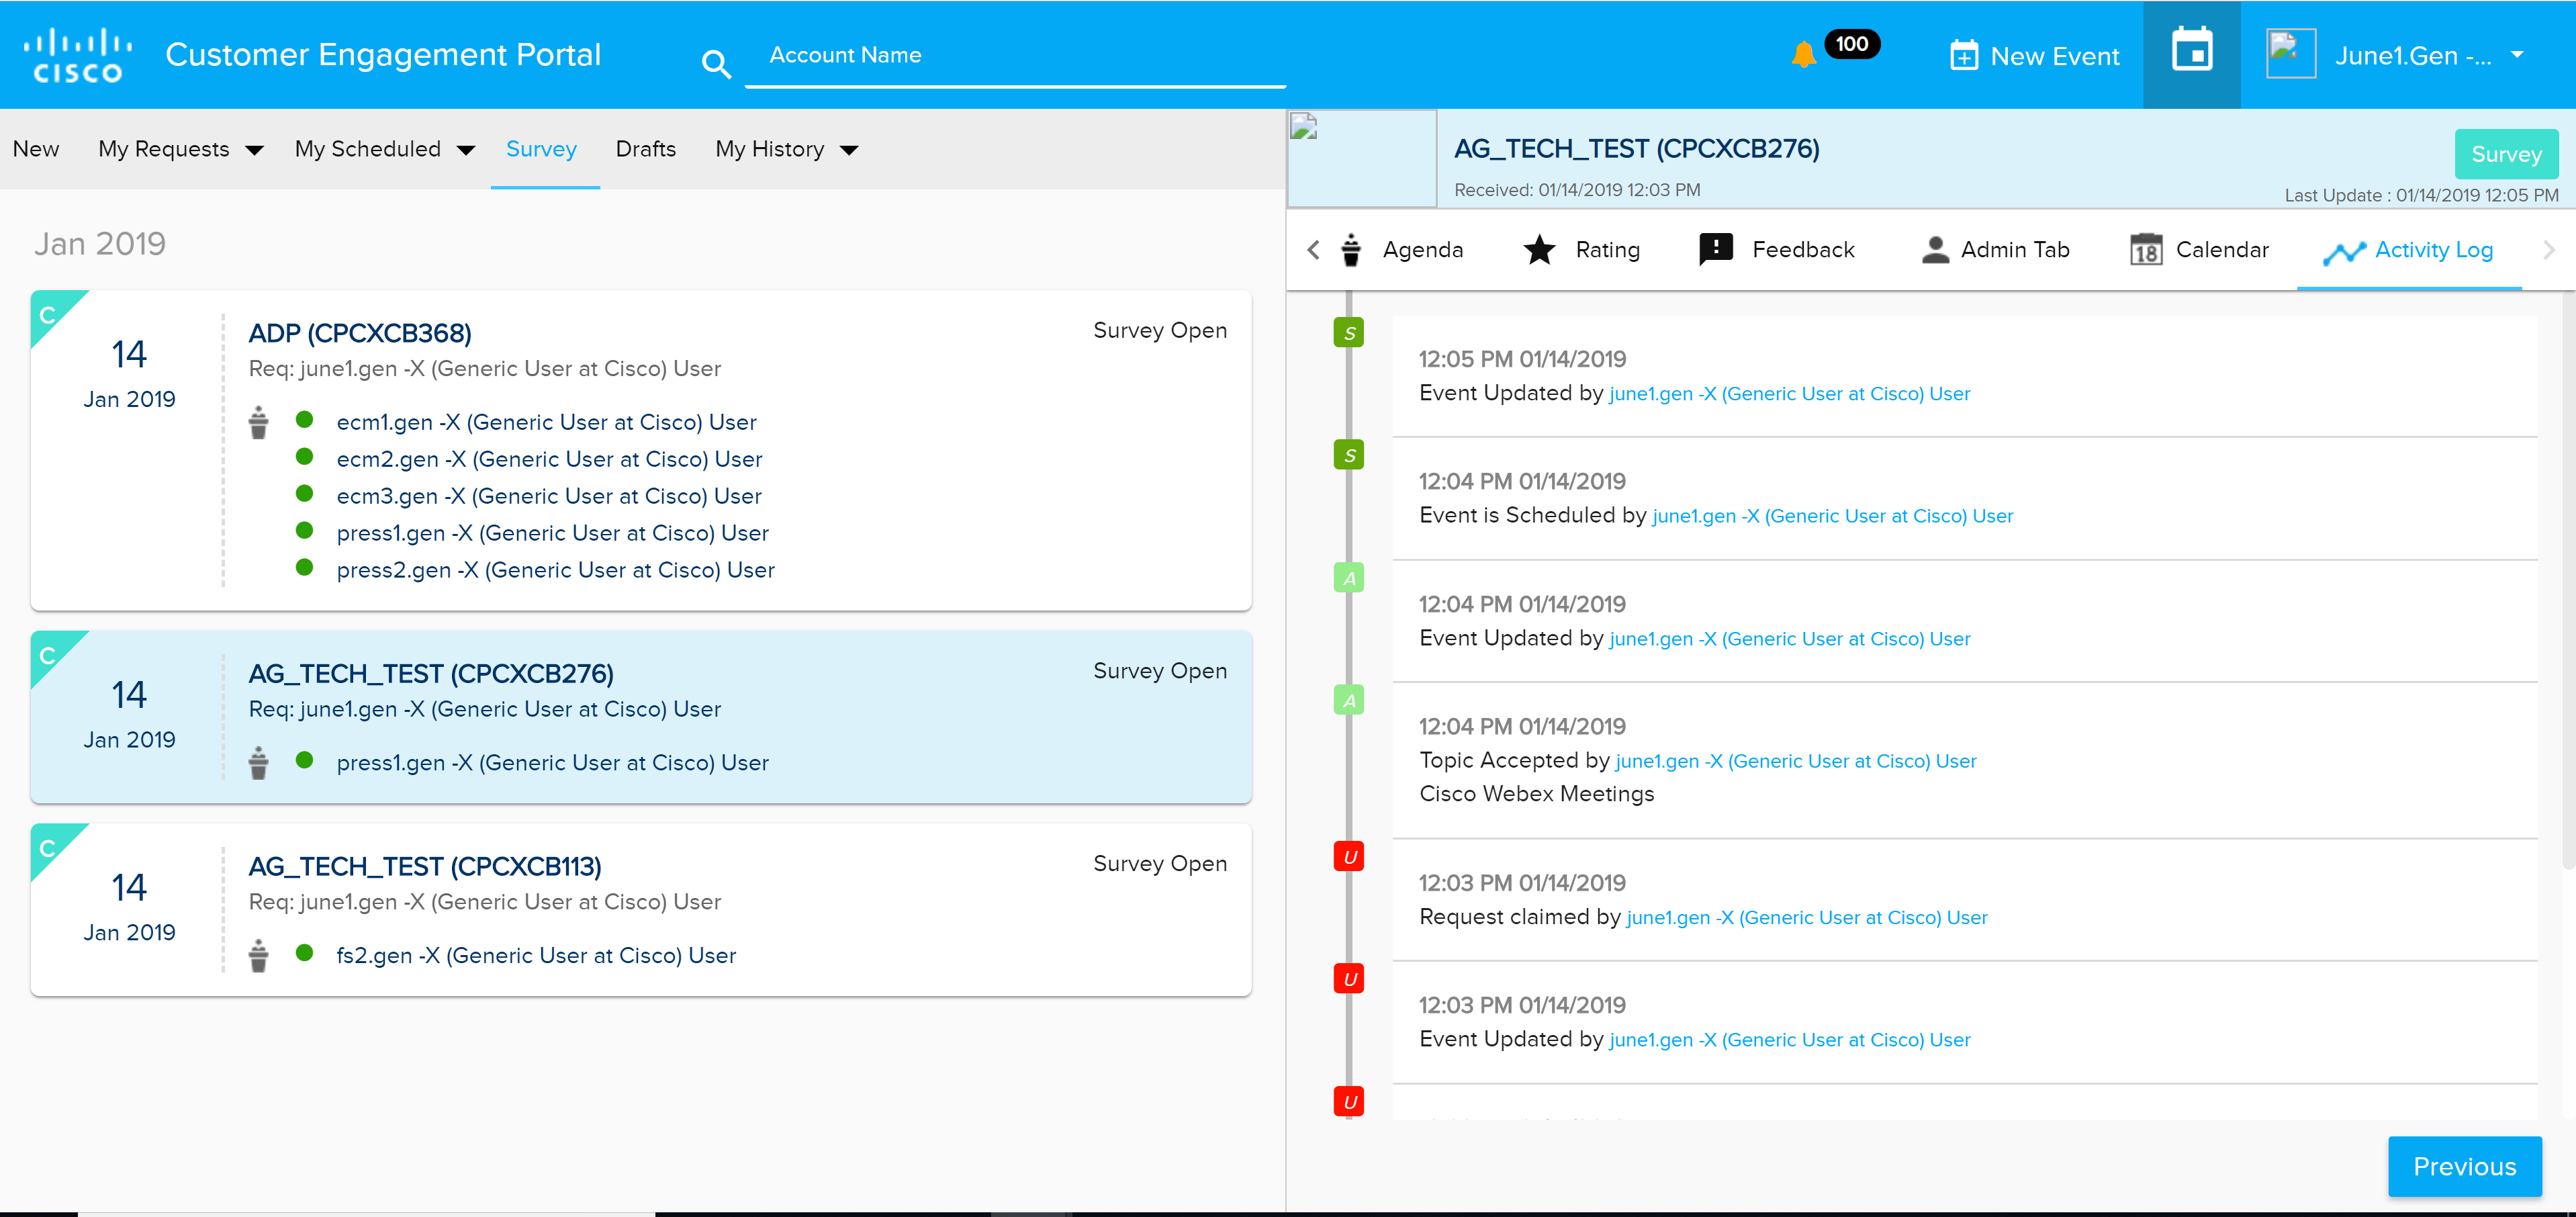 CISCO
Customer Engagement Portal
Account Name
100
New Event
June1.Gen -...
New
My Requests
My Scheduled
Survey
Drafts
My History
Jan 2019
C
14
Jan 2019
ADP (CPCXCB368)
Survey Open
Req: june1.gen -X (Generic User at Cisco) User
ecm1.gen -X (Generic User at Cisco) User
ecm2.gen -X (Generic User at Cisco) User
ecm3.gen -X (Generic User at Cisco) User
press1.gen -X (Generic User at Cisco) User
press2.gen -X (Generic User at Cisco) User
C
14
Jan 2019
AG_TECH_TEST (CPCXCB276)
Survey Open
Req: june1.gen -X (Generic User at Cisco) User
press1.gen -X (Generic User at Cisco) User
C
14
Jan 2019
AG_TECH_TEST (CPCXCB113)
Survey Open
Req: june1.gen -X (Generic User at Cisco) User
fs2.gen -X (Generic User at Cisco) User
AG_TECH_TEST (CPCXCB276)
Received: 01/14/2019 12:03 PM
Survey
Last Update : 01/14/2019 12:05 PM
Agenda
Rating
Feedback
Admin Tab
18
Calendar
Activity Log
S
12:05 PM 01/14/2019
Event Updated by june1.gen -X (Generic User at Cisco) User
S
12:04 PM 01/14/2019
Event is Scheduled by june1.gen -X (Generic User at Cisco) User
A
12:04 PM 01/14/2019
Event Updated by june1.gen -X (Generic User at Cisco) User
A
12:04 PM 01/14/2019
Topic Accepted by june1.gen -X (Generic User at Cisco) User
Cisco Webex Meetings
U
12:03 PM 01/14/2019
Request claimed by june1.gen -X (Generic User at Cisco) User
U
12:03 PM 01/14/2019
Event Updated by june1.gen -X (Generic User at Cisco) User
U
Previous